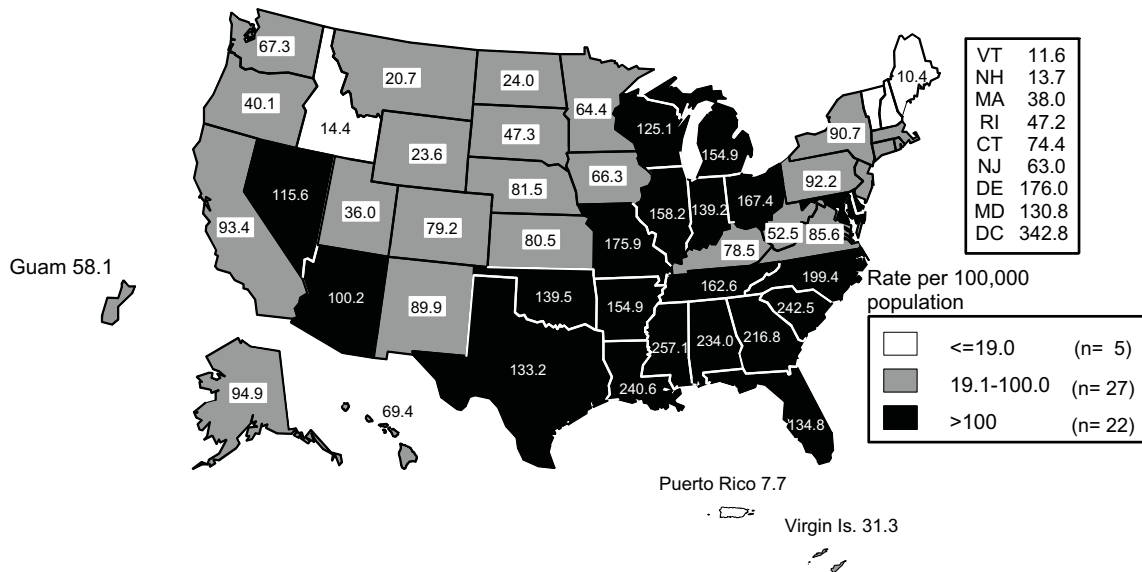 67.3
20.7
24.0
10.4
VT 11.6
NH 13.7
MA 38.0
RI 47.2
CT 74.4
NJ 63.0
DE 176.0
MD 130.8
DC 342.8
40.1
14.4
64.4
125.1
90.7
47.3
23.6
154.9
66.3
92.2
81.5
115.6
36.0
79.2
158.2
139.2
167.4
52.5
85.6
93.4
80.5
175.9
78.5
Guam 58.1
100.2
89.9
139.5
154.9
162.6
199.4
242.5
257.1
234.0
216.8
133.2
240.6
134.8
94.9
69.4
Rate per 100,000
population
<=19.0 (n= 5)
19.1-100.0 (n= 27)
>100 (n= 22)
Puerto Rico 7.7
Virgin Is. 31.3